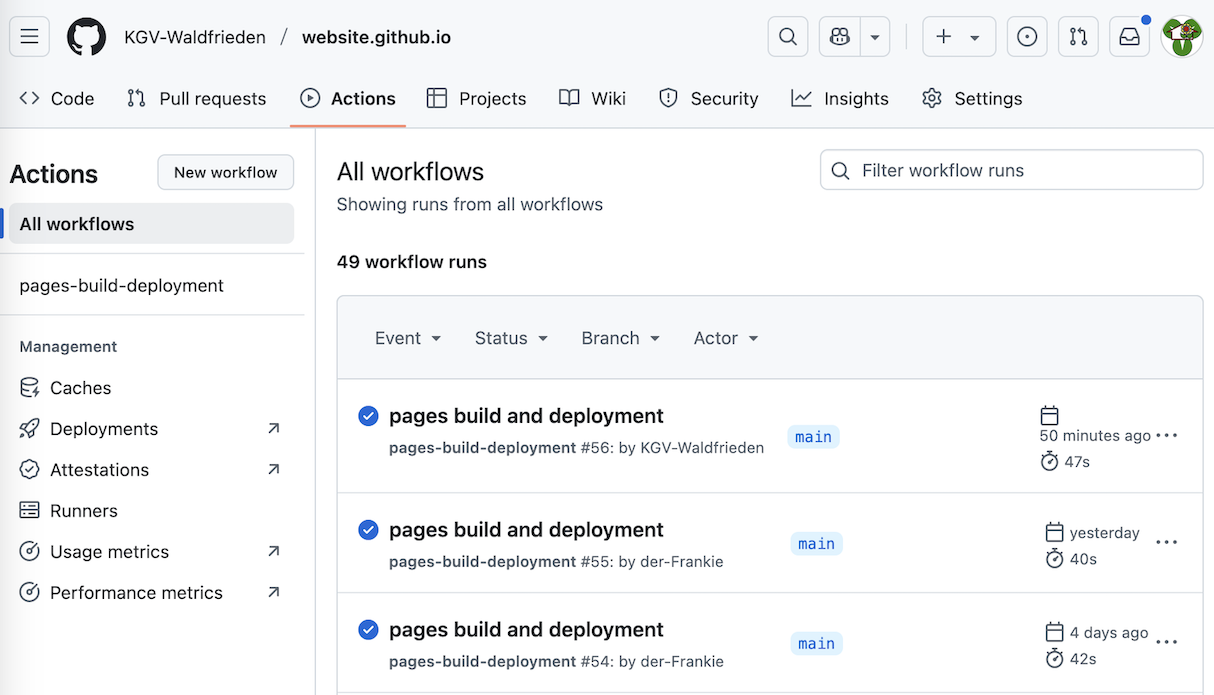 KGV-Waldfrieden / website.github.io
Code Pull requests Actions Projects Wiki Security Insights Settings
Actions
New workflow
All workflows
pages-build-deployment
Management
Caches
Deployments
Attestations
Runners
Usage metrics
Performance metrics
All workflows
Showing runs from all workflows
Filter workflow runs
49 workflow runs
Event Status Branch Actor
pages build and deployment
pages-build-deployment #56: by KGV-Waldfrieden
main
50 minutes ago
47s
pages build and deployment
pages-build-deployment #55: by der-Frankie
main
yesterday
40s
pages build and deployment
pages-build-deployment #54: by der-Frankie
main
4 days ago
42s